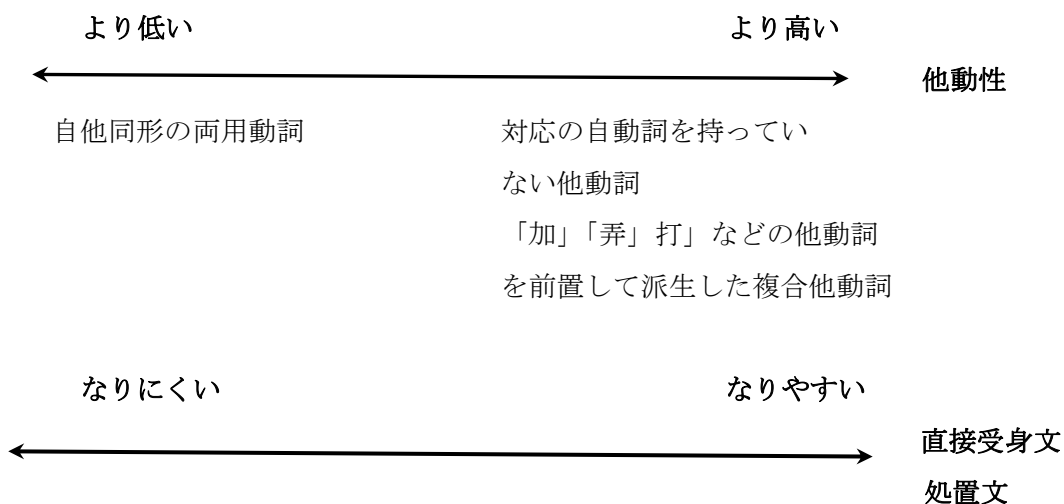 より低い より高い
他動性
自他同形の両用動詞 対応の自動詞を持ってい
ない他動詞
「加」「弄」打」などの他動詞
を前置して派生した複合他動詞
なりにくい なりやすい
直接受身文
処置文